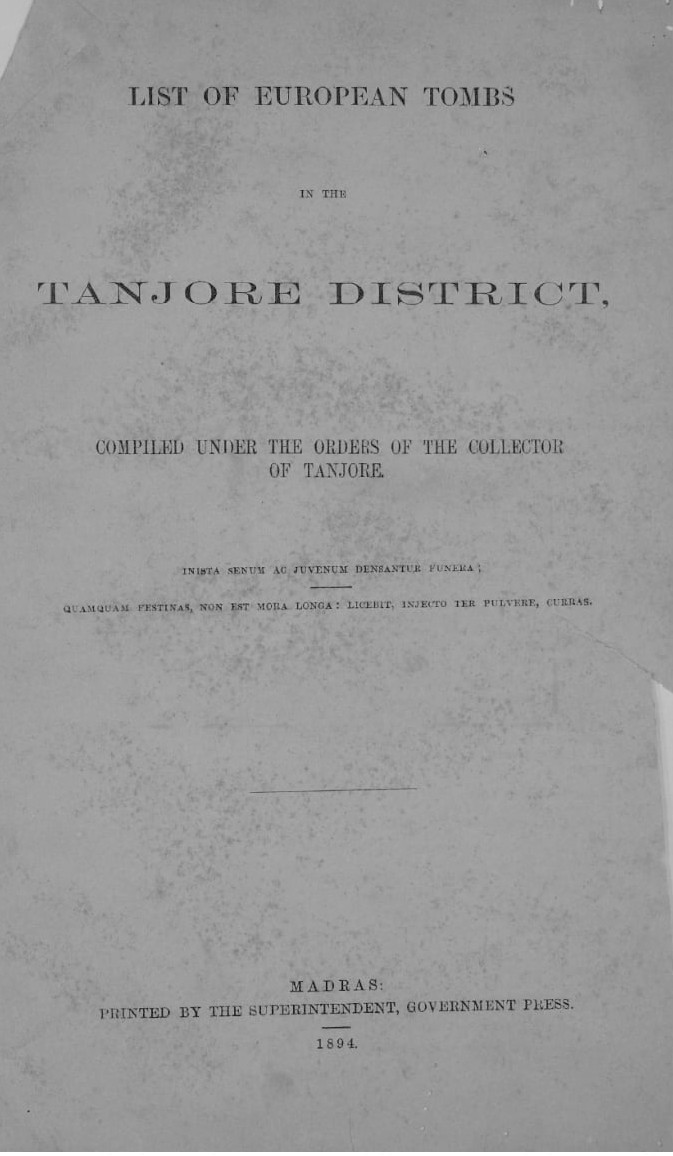 LIST OF EUROPEAN TOMBS
IN THE
TANJORE DISTRICT,
COMPILED UNDER THE ORDERS OF THE COLLECTOR
OF TANJORE.
INISTA SENUM AC JUVENUM DENSANTUR FUNERA;
QUAMQUAM FESTINAS, NON EST MORA LONGA: LICEBIT, INJECTO TER PULVERE, CURRAS.
MADRAS:
PRINTED BY THE SUPERINTENDENT, GOVERNMENT PRESS.
1894.